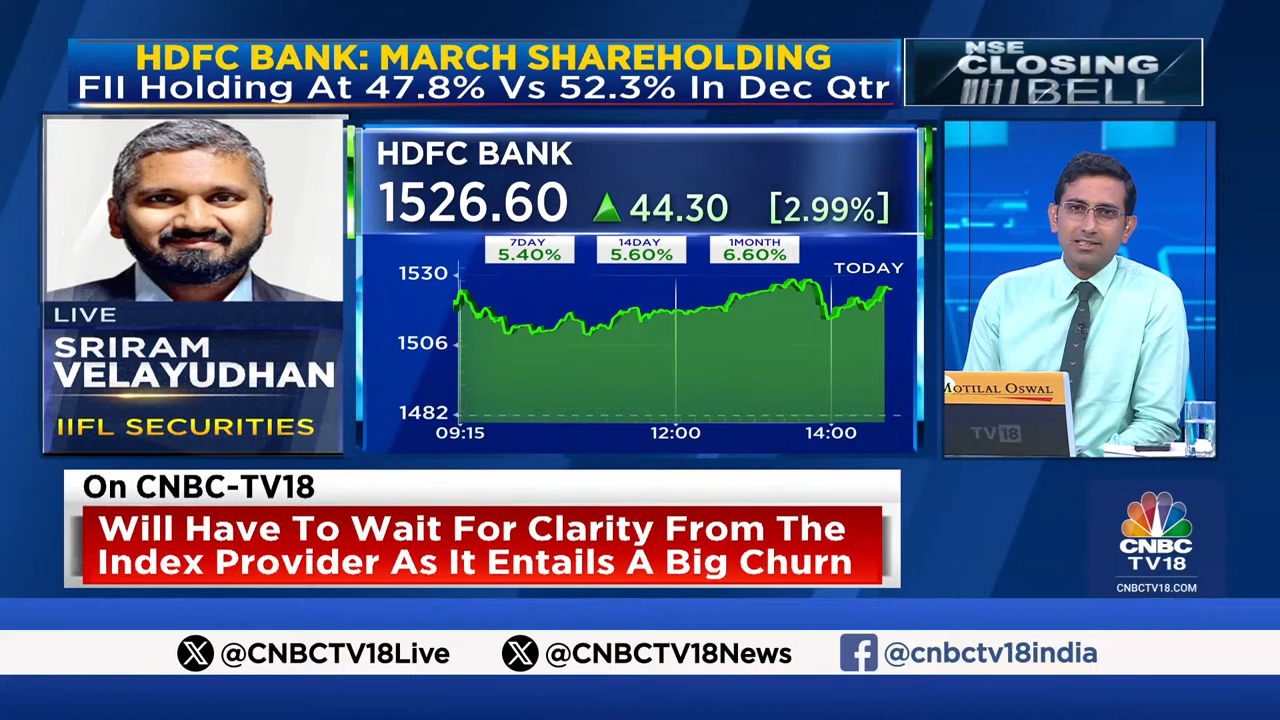 HDFC BANK: MARCH SHAREHOLDING
FII Holding At 47.8% Vs 52.3% In Dec Qtr
NSE
CLOSING
BELL
LIVE
SRIRAM
VELAYUDHAN
IIFL SECURITIES
HDFC BANK
1526.60 ▲ 44.30 [2.99%]
7DAY 14DAY 1MONTH
5.40% 5.60% 6.60%
TODAY
1530
1506
1482
09:15 12:00 14:00
MOTILAL OSWAL
TV18
On CNBC-TV18
Will Have To Wait For Clarity From The
Index Provider As It Entails A Big Churn
CNBC
TV18
CNBCTV18.COM
X @CNBCTV18Live X @CNBCTV18News f @cnbctv18india